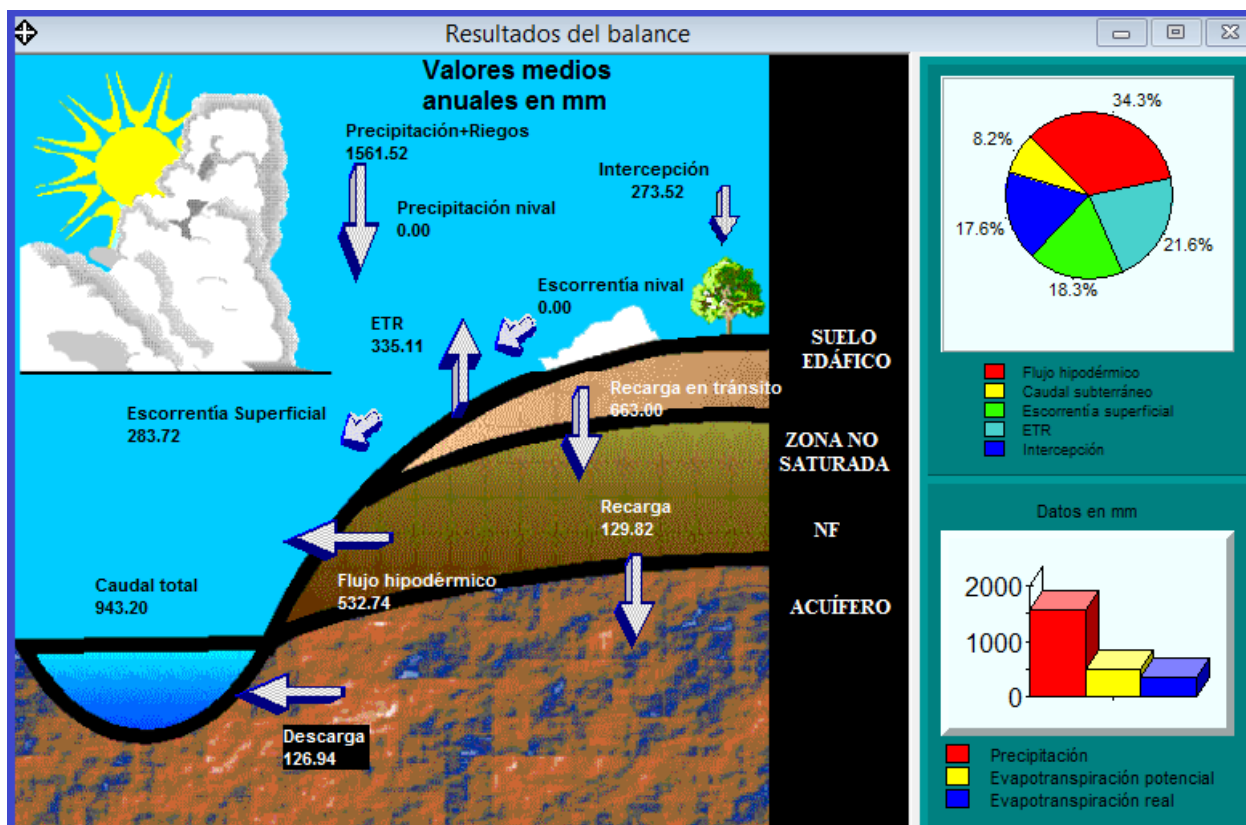 Resultados del balance
Valores medios
anuales en mm
Precipitación+Riegos
1561.52
Intercepción
273.52
Precipitación nival
0.00
Escorrentía nival
0.00
ETR
335.11
Escorrentía Superficial
283.72
Recarga en tránsito
663.00
Recarga
129.82
Flujo hipodérmico
532.74
Caudal total
943.20
Descarga
126.94
SUELO
EDÁFICO
ZONA NO
SATURADA
NF
ACUÍFERO
34.3%
8.2%
17.6%
21.6%
18.3%
Flujo hipodérmico
Caudal subterráneo
Escorrentía superficial
ETR
Intercepción
Datos en mm
2000
1000
0
Precipitación
Evapotranspiración potencial
Evapotranspiración real